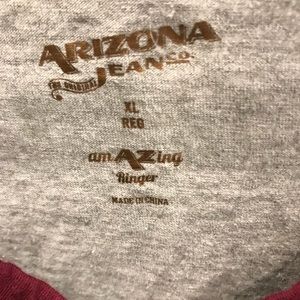 ARIZONA
THE ORIGINAL JEAN CO.
XL
REG
amAZing
Ringer
MADE IN CHINA